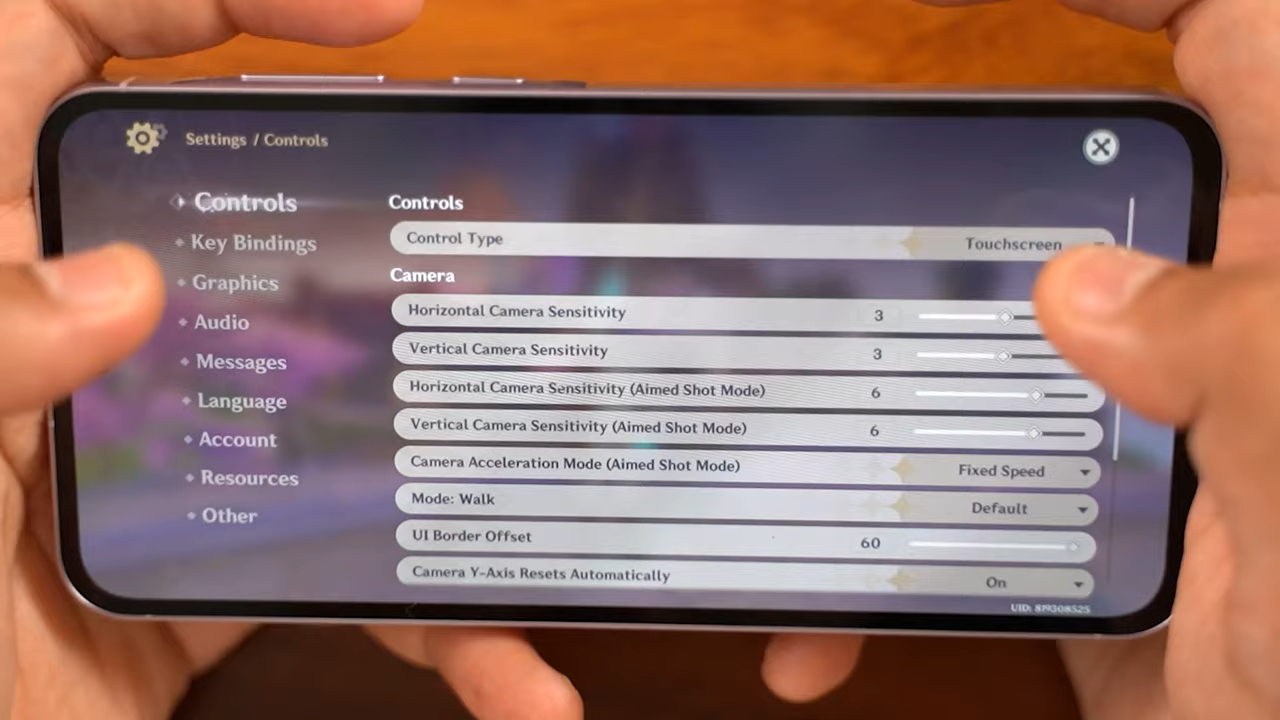 Settings / Controls
Controls
Key Bindings
Graphics
Audio
Messages
Language
Account
Resources
Other
Controls
Control Type Touchscreen
Camera
Horizontal Camera Sensitivity 3
Vertical Camera Sensitivity 3
Horizontal Camera Sensitivity (Aimed Shot Mode) 6
Vertical Camera Sensitivity (Aimed Shot Mode) 6
Camera Acceleration Mode (Aimed Shot Mode) Fixed Speed
Mode: Walk Default
UI Border Offset 60
Camera Y-Axis Resets Automatically On
UID: 819308525